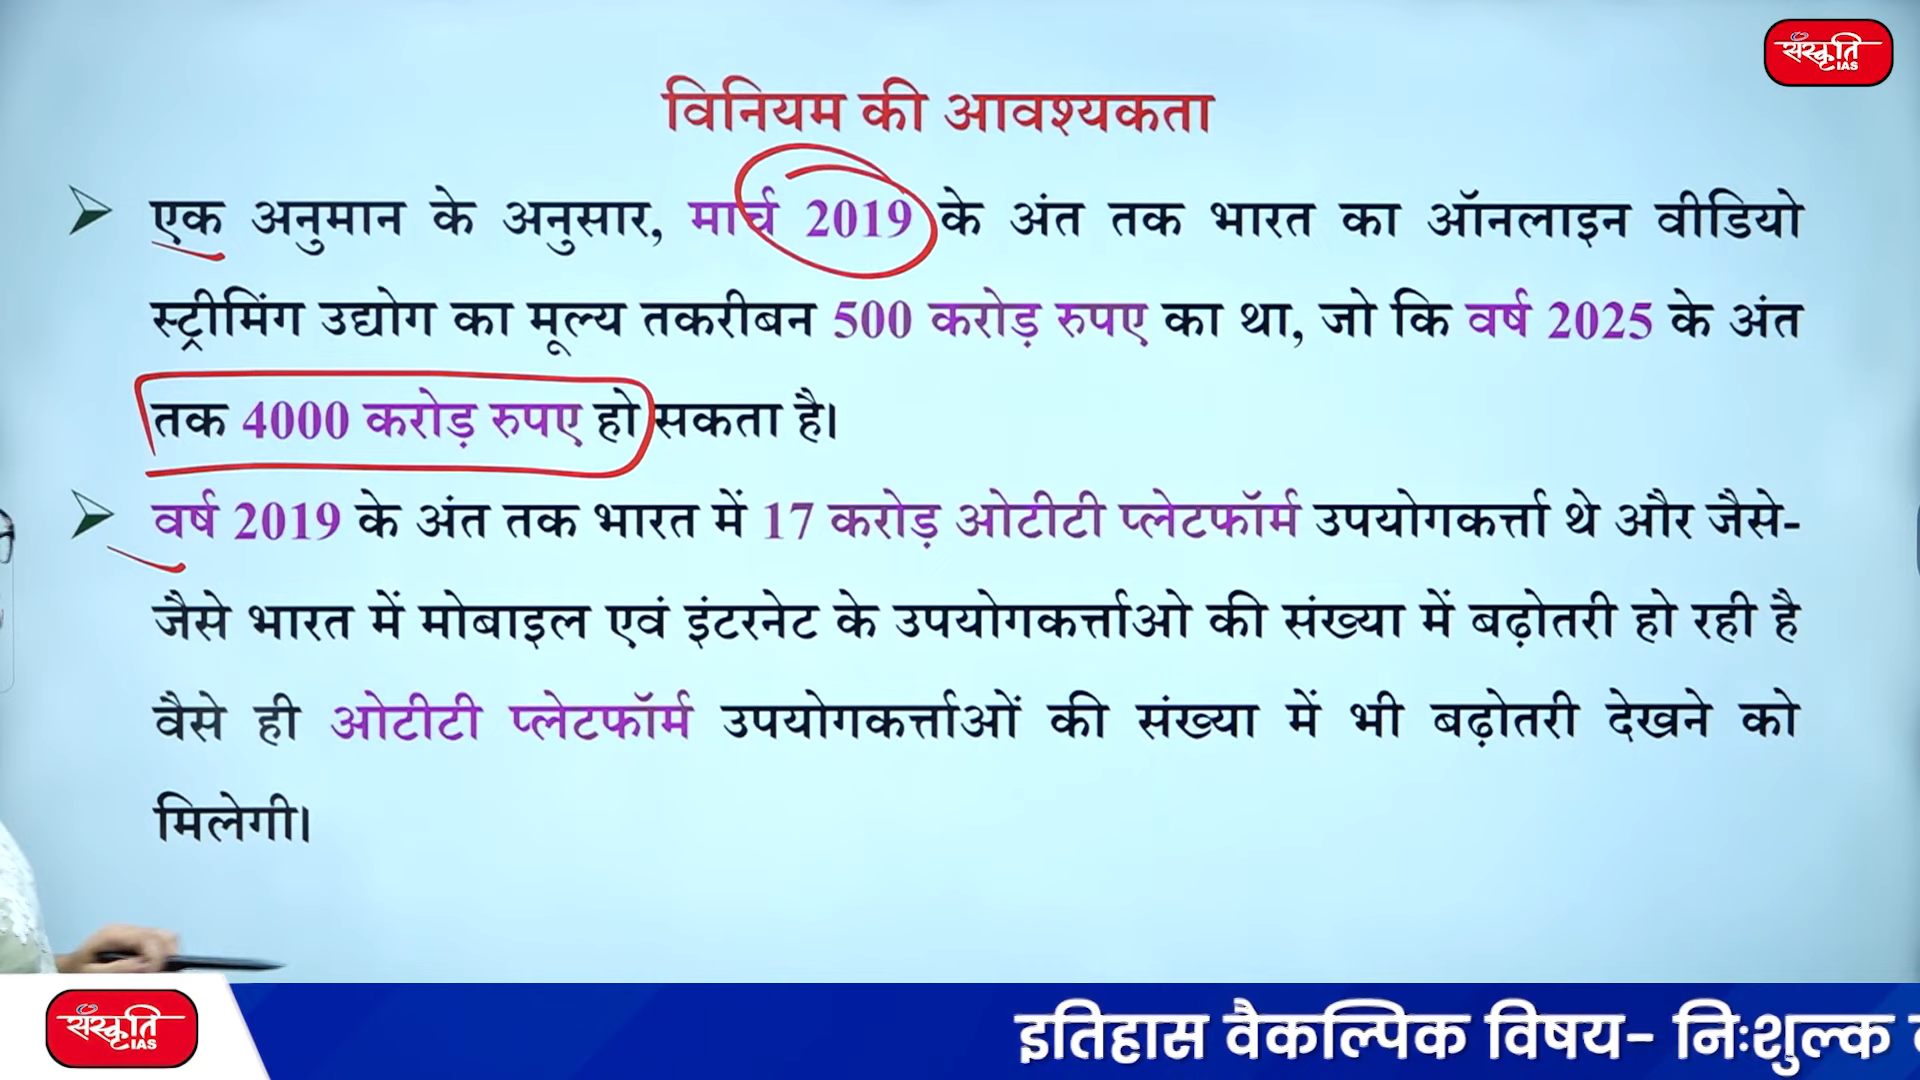 संस्कृति
IAS
विनियम की आवश्यकता
एक अनुमान के अनुसार, मार्च 2019 के अंत तक भारत का ऑनलाइन वीडियो
स्ट्रीमिंग उद्योग का मूल्य तकरीबन 500 करोड़ रुपए का था, जो कि वर्ष 2025 के अंत
तक 4000 करोड़ रुपए हो सकता है।
वर्ष 2019 के अंत तक भारत में 17 करोड़ ओटीटी प्लेटफॉर्म उपयोगकर्त्ता थे और जैसे-
जैसे भारत में मोबाइल एवं इंटरनेट के उपयोगकर्त्ताओ की संख्या में बढ़ोतरी हो रही है
वैसे ही ओटीटी प्लेटफॉर्म उपयोगकर्त्ताओं की संख्या में भी बढ़ोतरी देखने को
मिलेगी।
संस्कृति
IAS
इतिहास वैकल्पिक विषय- निःशुल्क